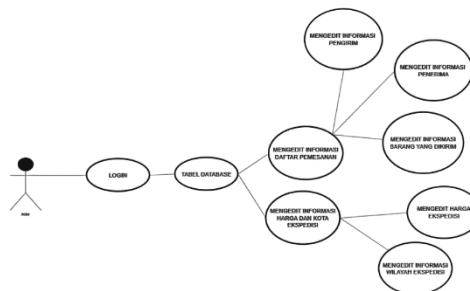 MENGEDIT INFORMASI
PENGIRIM
MENGEDIT INFORMASI
PENERIMA
MENGEDIT INFORMASI
BARANG YANG DIKIRIM
MENGEDIT INFORMASI
DAFTAR PEMESANAN
LOGIN
TABEL DATABASE
MENGEDIT INFORMASI
HARGA DAN KOTA
EKSPEDISI
MENGEDIT HARGA
EKSPEDISI
MENGEDIT INFORMASI
WILAYAH EKSPEDISI